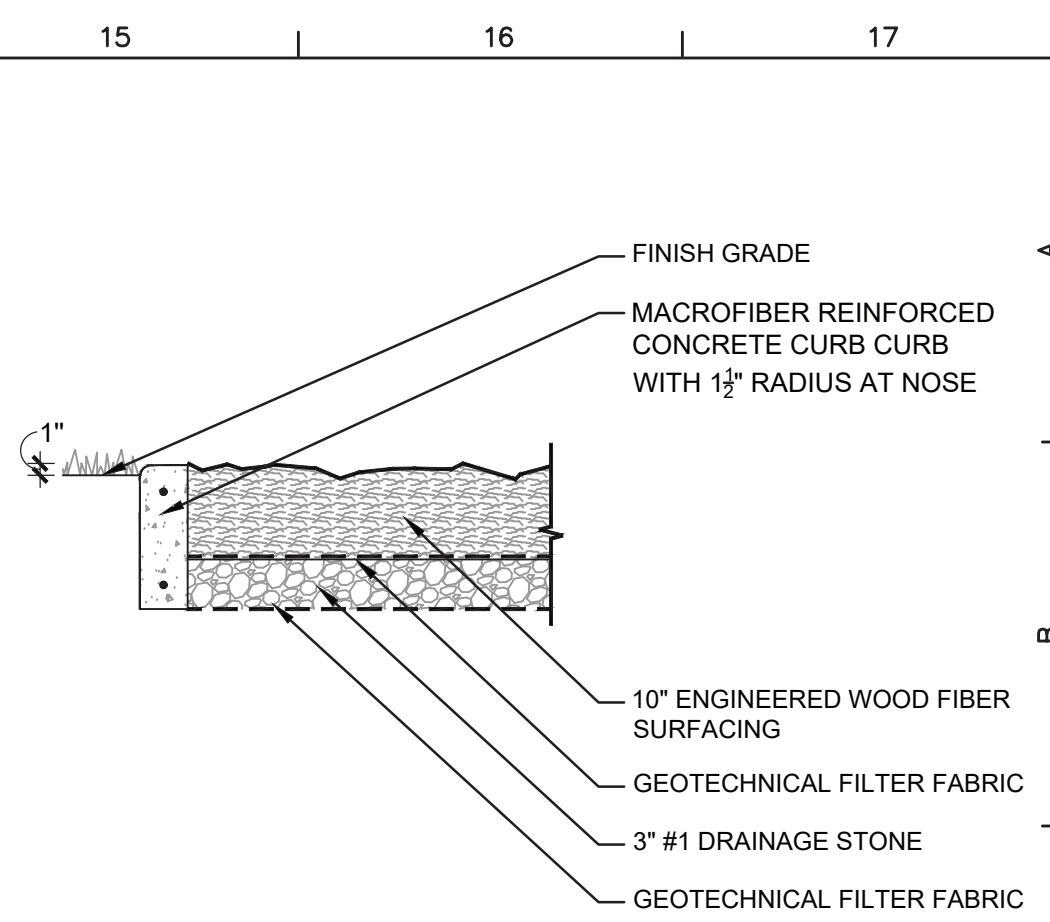 15 16 17
FINISH GRADE
A
MACROFIBER REINFORCED
CONCRETE CURB CURB
WITH 1½" RADIUS AT NOSE
1"
B
10" ENGINEERED WOOD FIBER
SURFACING
GEOTECHNICAL FILTER FABRIC
3" #1 DRAINAGE STONE
GEOTECHNICAL FILTER FABRIC